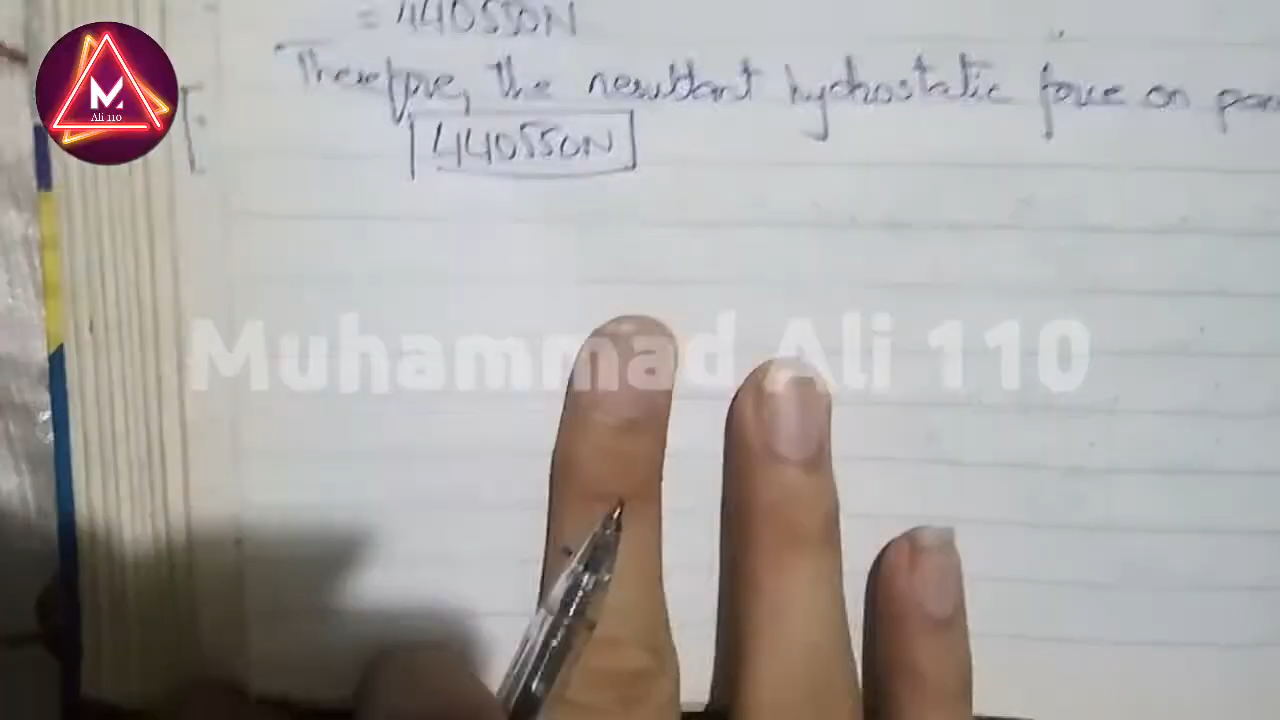 = 440550N
Therefore, the resultant hydrostatic force on
440550N
M
Ali 110
Muhammad Ali 110